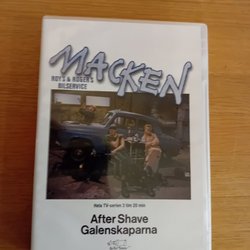 MACKEN
ROY'S & ROGER'S
BILSERVICE
Hela TV-serien 3 tim 20 min
After Shave
Galenskaparna